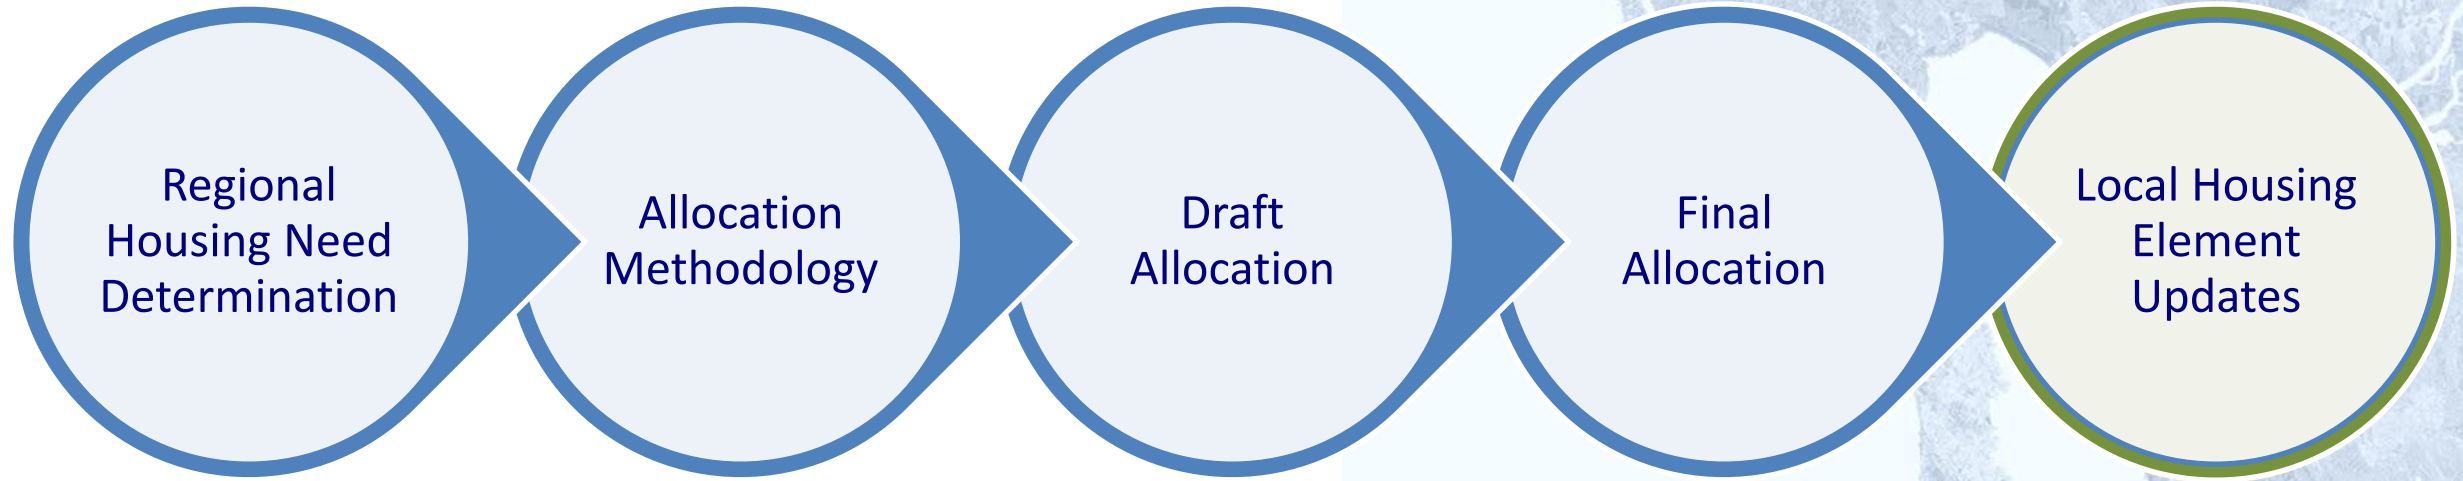 Regional
Housing Need
Determination
Allocation
Methodology
Draft
Allocation
Final
Allocation
Local Housing
Element
Updates